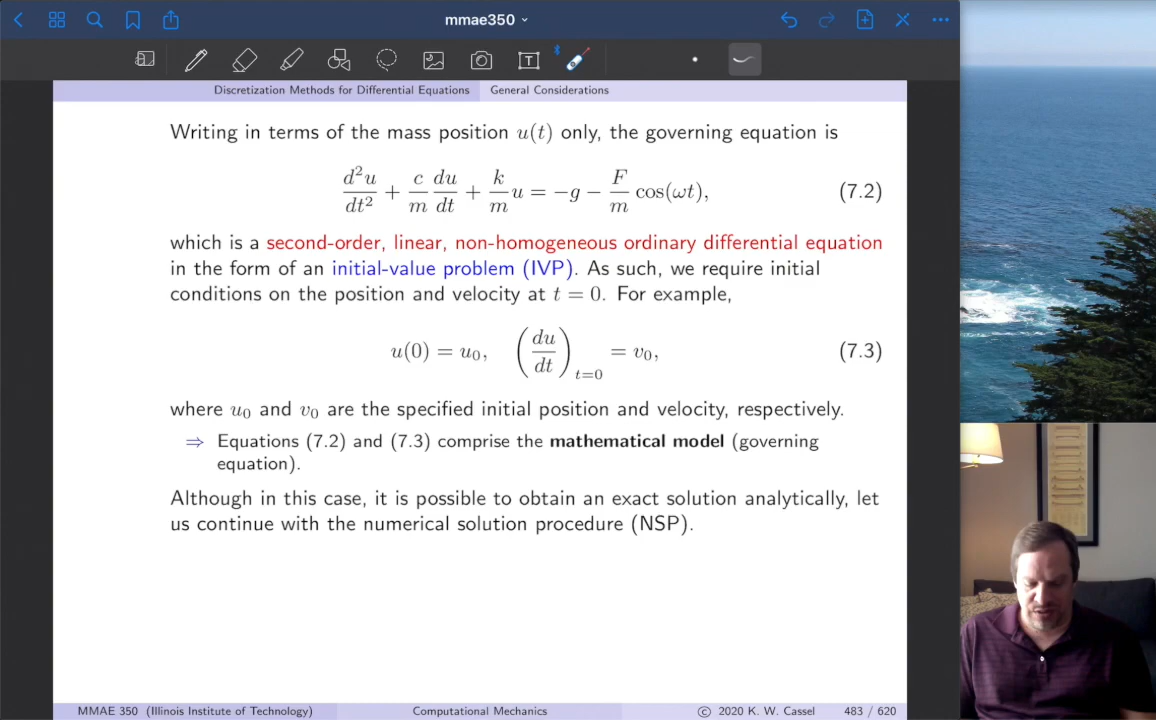 mmae350
T
Discretization Methods for Differential Equations General Considerations
Writing in terms of the mass position u(t) only, the governing equation is
d²u/dt² + c/m du/dt + k/m u = −g − F/m cos(ωt), (7.2)
which is a second-order, linear, non-homogeneous ordinary differential equation
in the form of an initial-value problem (IVP). As such, we require initial
conditions on the position and velocity at t = 0. For example,
u(0) = u₀, (du/dt)ₜ₌₀ = v₀, (7.3)
where u₀ and v₀ are the specified initial position and velocity, respectively.
⇒ Equations (7.2) and (7.3) comprise the mathematical model (governing
equation).
Although in this case, it is possible to obtain an exact solution analytically, let
us continue with the numerical solution procedure (NSP).
MMAE 350 (Illinois Institute of Technology) Computational Mechanics © 2020 K. W. Cassel 483 / 620